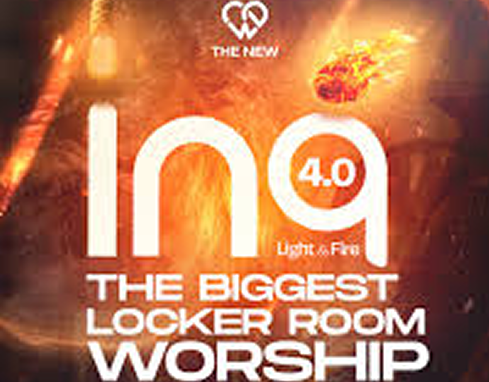 THE NEW
inq
4.0
Light & Fire
THE BIGGEST
LOCKER ROOM
WORSHIP